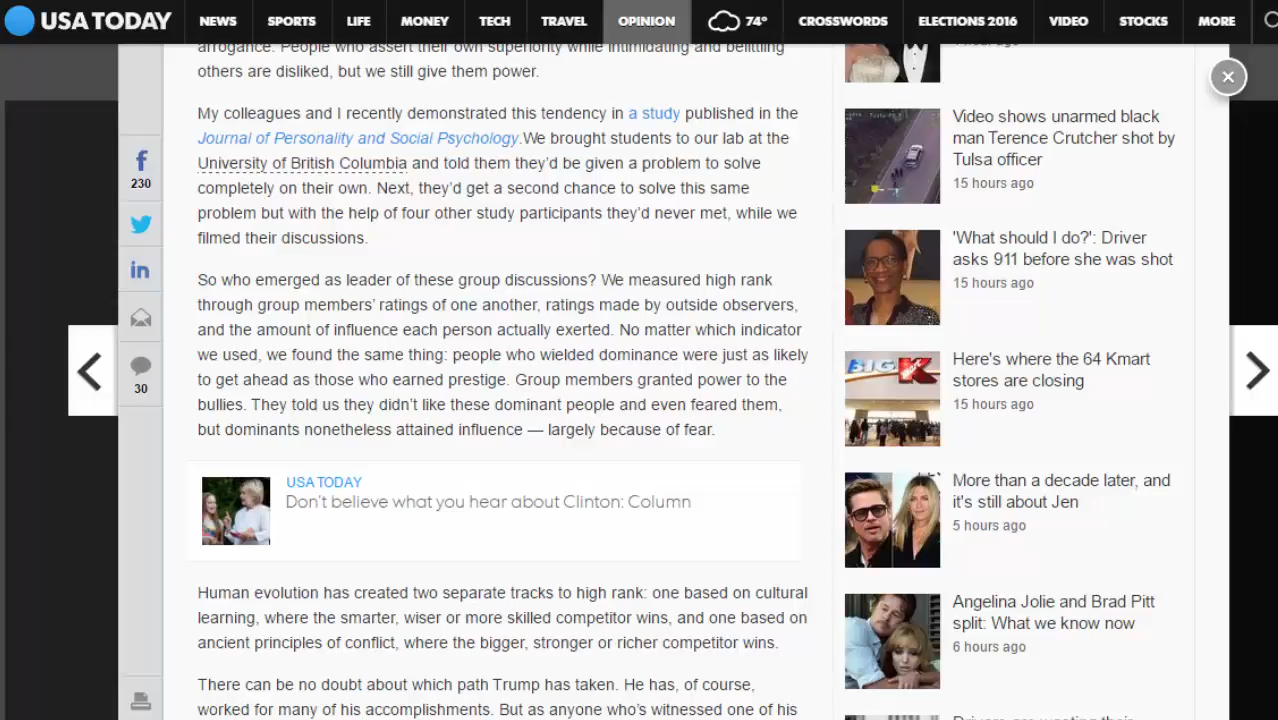 USA TODAY NEWS SPORTS LIFE MONEY TECH TRAVEL OPINION 74° CROSSWORDS ELECTIONS 2016 VIDEO STOCKS MORE
arrogance. People who assert their own superiority while intimidating and belittling
others are disliked, but we still give them power.
My colleagues and I recently demonstrated this tendency in a study published in the
Journal of Personality and Social Psychology.We brought students to our lab at the
University of British Columbia and told them they'd be given a problem to solve
completely on their own. Next, they'd get a second chance to solve this same
problem but with the help of four other study participants they'd never met, while we
filmed their discussions.
So who emerged as leader of these group discussions? We measured high rank
through group members' ratings of one another, ratings made by outside observers,
and the amount of influence each person actually exerted. No matter which indicator
we used, we found the same thing: people who wielded dominance were just as likely
to get ahead as those who earned prestige. Group members granted power to the
bullies. They told us they didn't like these dominant people and even feared them,
but dominants nonetheless attained influence — largely because of fear.
USA TODAY
Don't believe what you hear about Clinton: Column
Human evolution has created two separate tracks to high rank: one based on cultural
learning, where the smarter, wiser or more skilled competitor wins, and one based on
ancient principles of conflict, where the bigger, stronger or richer competitor wins.
There can be no doubt about which path Trump has taken. He has, of course,
worked for many of his accomplishments. But as anyone who's witnessed one of his
230
30
Video shows unarmed black
man Terence Crutcher shot by
Tulsa officer
15 hours ago
'What should I do?': Driver
asks 911 before she was shot
15 hours ago
BIG K
Here's where the 64 Kmart
stores are closing
15 hours ago
More than a decade later, and
it's still about Jen
5 hours ago
Angelina Jolie and Brad Pitt
split: What we know now
6 hours ago